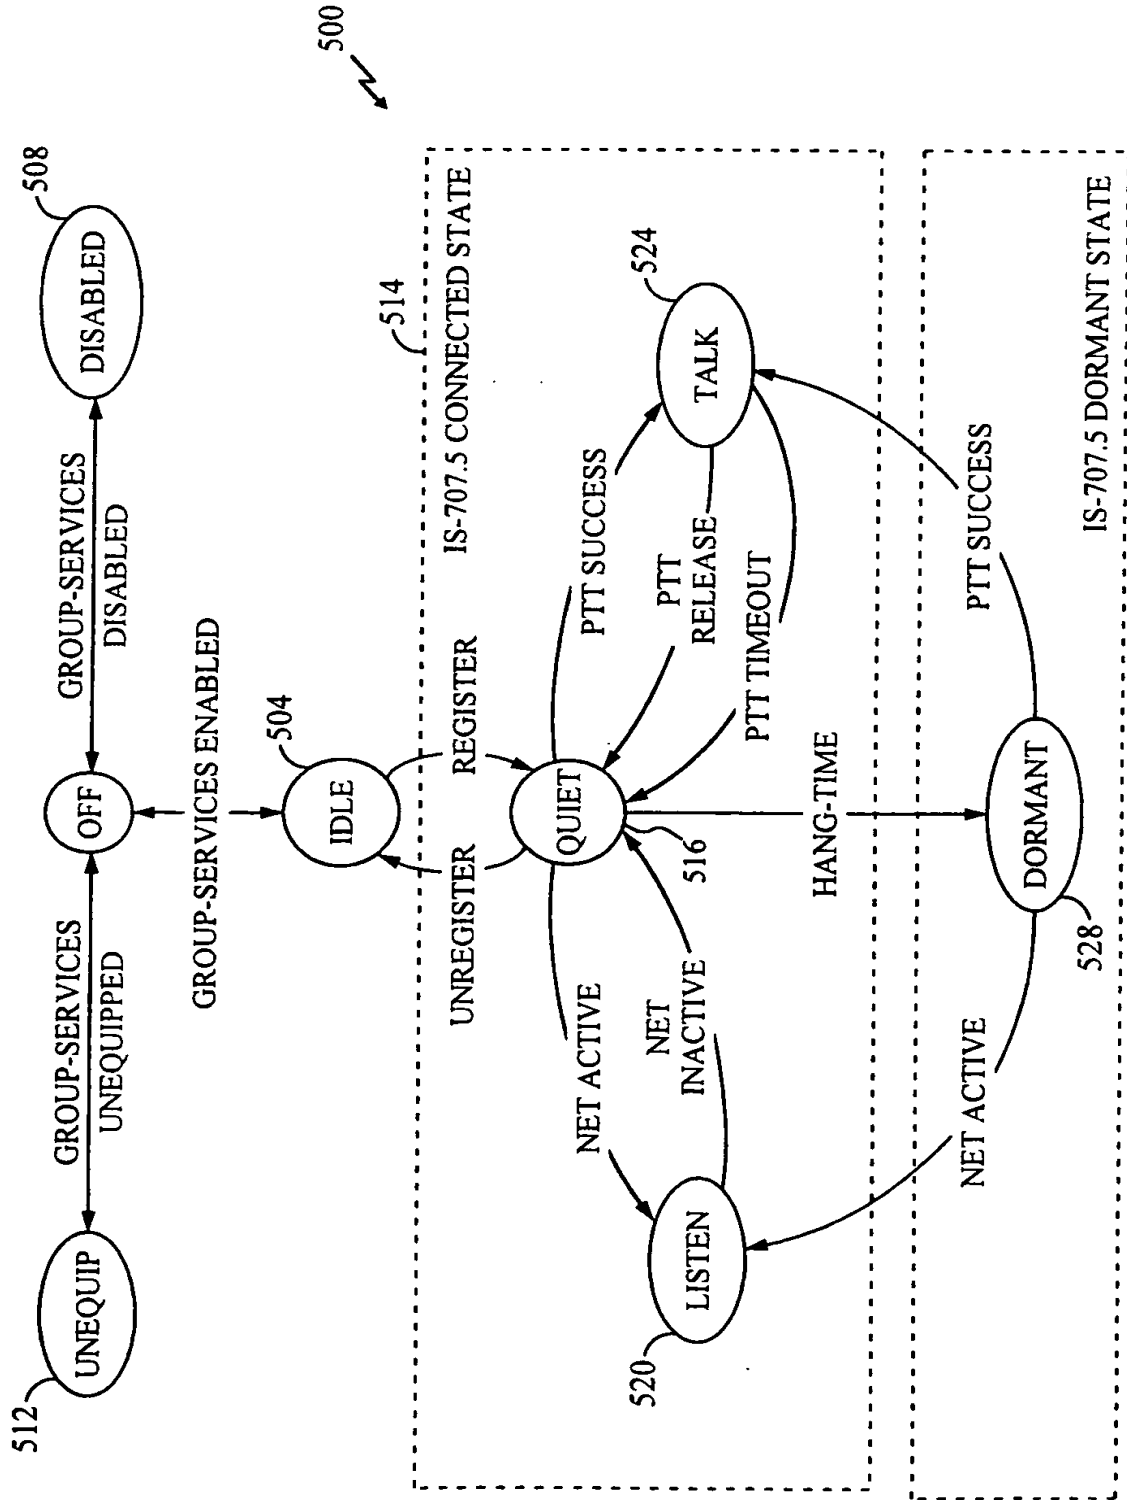 500
512
UNEQUIP
GROUP-SERVICES
UNEQUIPPED
OFF
GROUP-SERVICES
DISABLED
DISABLED
508
GROUP-SERVICES ENABLED
504
IDLE
514
UNREGISTER
REGISTER
IS-707.5 CONNECTED STATE
QUIET
516
NET ACTIVE
PTT SUCCESS
NET
INACTIVE
PTT
RELEASE
520
LISTEN
TALK
524
PTT TIMEOUT
HANG-TIME
NET ACTIVE
PTT SUCCESS
DORMANT
528
IS-707.5 DORMANT STATE